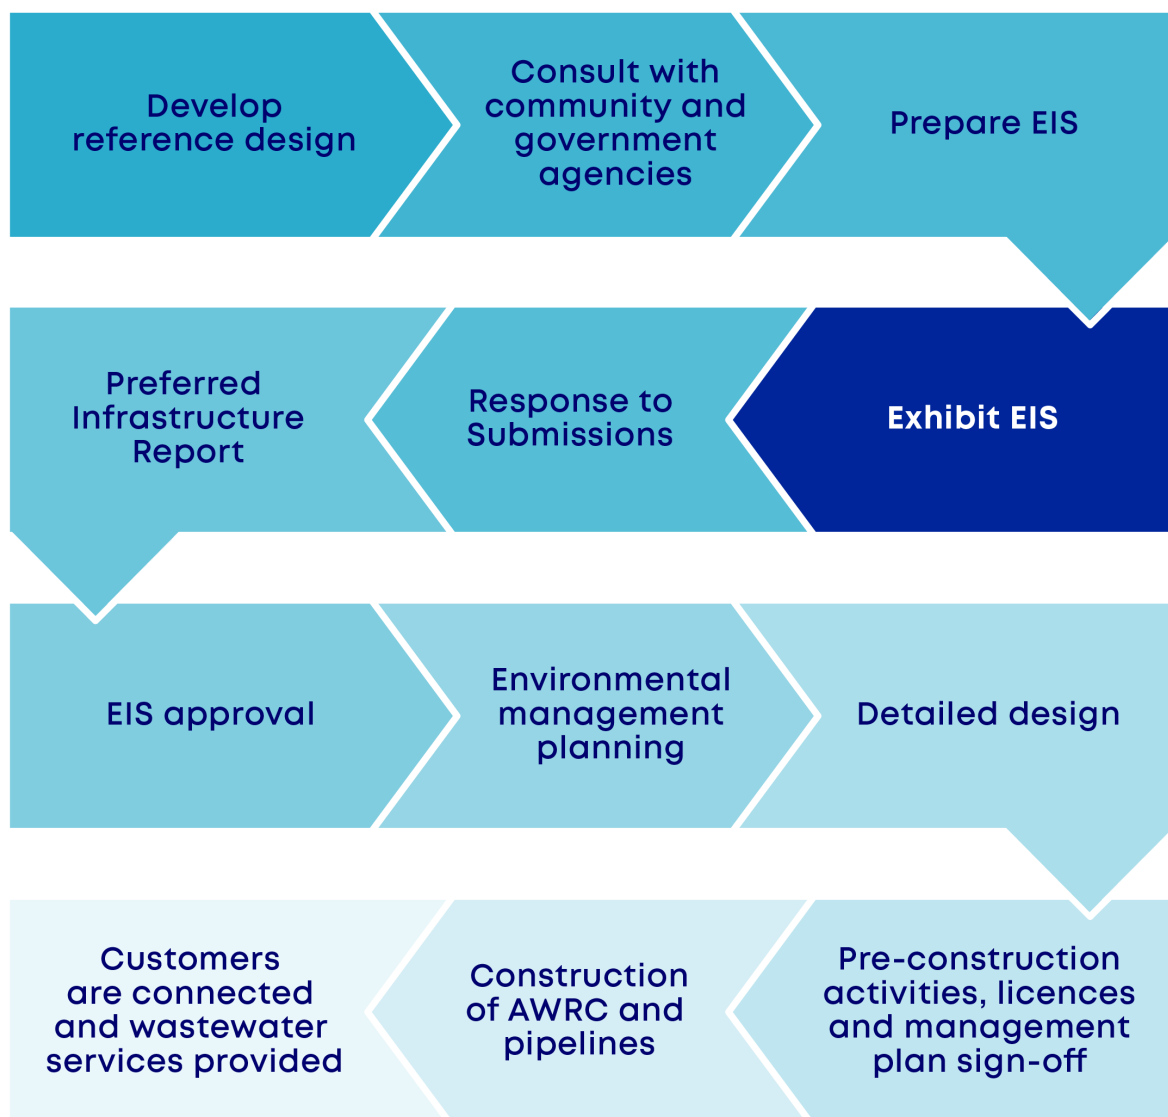 Develop
reference design
Consult with
community and
government
agencies
Prepare EIS
Exhibit EIS
Response to
Submissions
Preferred
Infrastructure
Report
EIS approval
Environmental
management
planning
Detailed design
Pre-construction
activities, licences
and management
plan sign-off
Construction
of AWRC and
pipelines
Customers
are connected
and wastewater
services provided